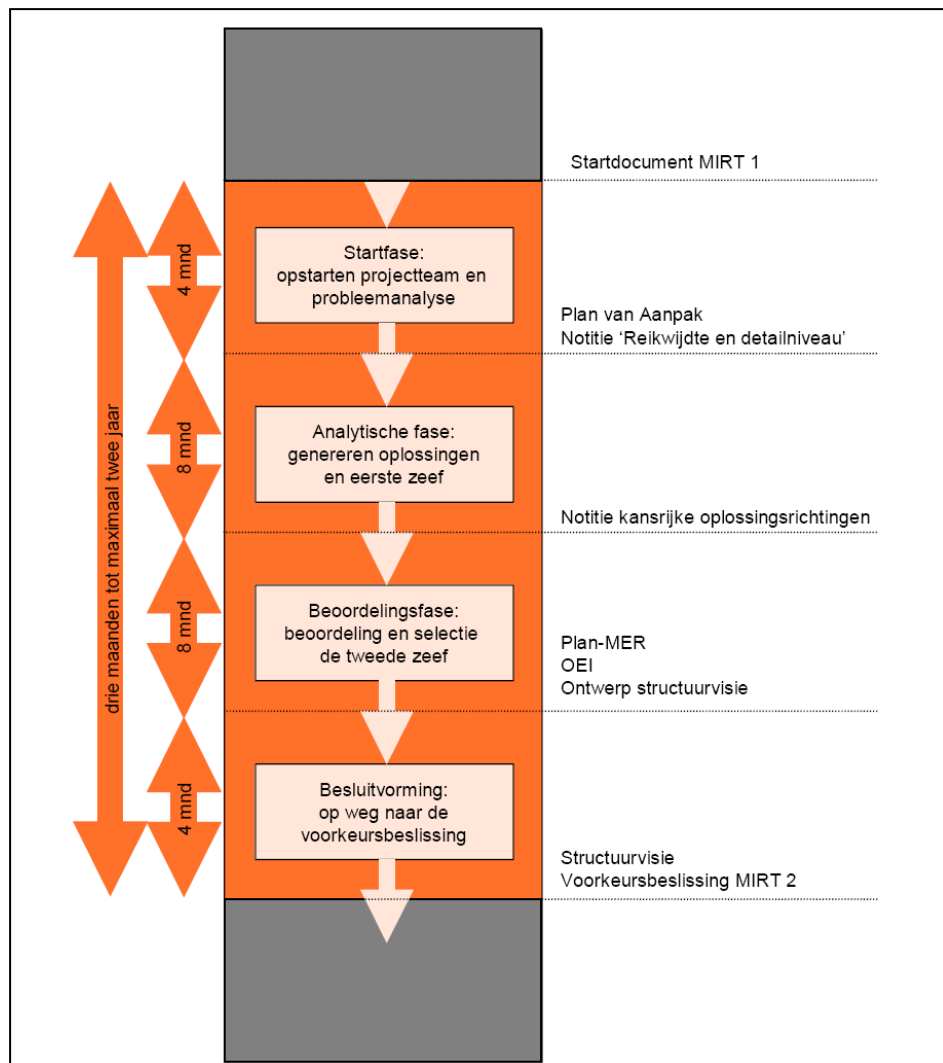 Startdocument MIRT 1
drie maanden tot maximaal twee jaar
4 mnd
Startfase:
opstarten projectteam en
probleemanalyse
Plan van Aanpak
Notitie ‘Reikwijdte en detailniveau’
8 mnd
Analytische fase:
genereren oplossingen
en eerste zeef
Notitie kansrijke oplossingsrichtingen
8 mnd
Beoordelingsfase:
beoordeling en selectie
de tweede zeef
Plan-MER
OEI
Ontwerp structuurvisie
4 mnd
Besluitvorming:
op weg naar de
voorkeursbeslissing
Structuurvisie
Voorkeursbeslissing MIRT 2